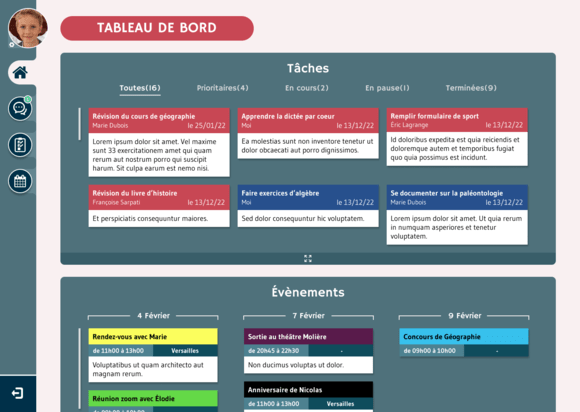 TABLEAU DE BORD
Tâches
Toutes(16)
Prioritaires(4)
En cours(2)
En pause(1)
Terminées(9)
Révision du cours de géographie
Marie Dubois
le 25/01/22
Lorem ipsum dolor sit amet. Vel maxime
sunt 33 exercitationem amet qui quam
rerum aut nostrum porro qui suscipit
harum. Sit culpa earum est nemo nisi.
Apprendre la dictée par coeur
Moi
le 13/12/22
Ea molestias sunt non inventore tenetur ut
dolor obcaecati aut porro dignissimos.
Remplir formulaire de sport
Éric Lagrange
le 13/12/22
Id doloribus expedita est quia reiciendis et
doloremque autem et temporibus fugiat
quo quia possimus est incidunt.
Révision du livre d'histoire
Françoise Sarpati
le 13/12/22
Et perspiciatis consequuntur maiores.
Faire exercices d'algèbre
Moi
le 13/12/22
Sed dolor consequuntur hic voluptatem.
Se documenter sur la paléontologie
Marie Dubois
le 13/12/22
Lorem ipsum dolor sit amet. Ut quia rerum
in numquam asperiores et tenetur
voluptatem.
Évènements
4 Février
Rendez-vous avec Marie
de 11h00 à 13h00
Versailles
Voluptatibus ut quam architecto aut
magnam rerum.
Réunion zoom avec Élodie
7 Février
Sortie au théâtre Molière
de 20h45 à 22h30
-
Non ducimus voluptas ut dolor.
Anniversaire de Nicolas
de 11h00 à 13h00
Versailles
9 Février
Concours de Géographie
de 09h00 à 10h00
-